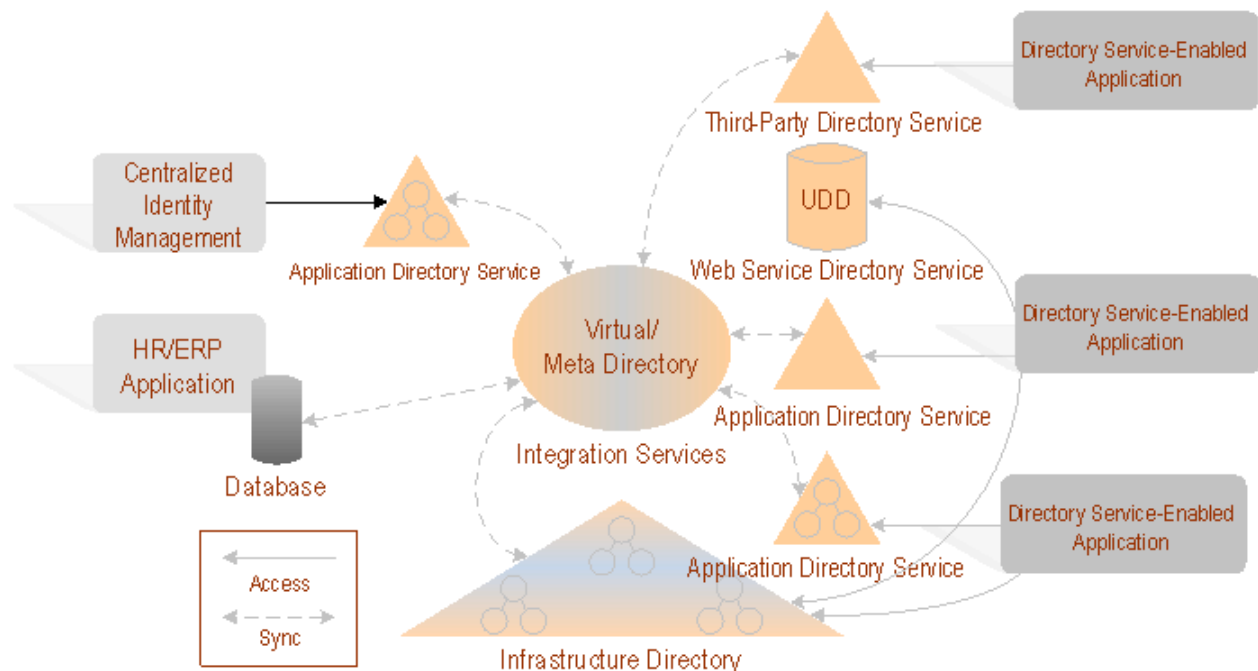 Directory Service-Enabled
Application
Third-Party Directory Service
Centralized
Identity
Management
UDD
Application Directory Service
Web Service Directory Service
Virtual/
Meta Directory
Directory Service-Enabled
Application
HR/ERP
Application
Application Directory Service
Integration Services
Database
Directory Service-Enabled
Application
Application Directory Service
Access
Sync
Infrastructure Directory